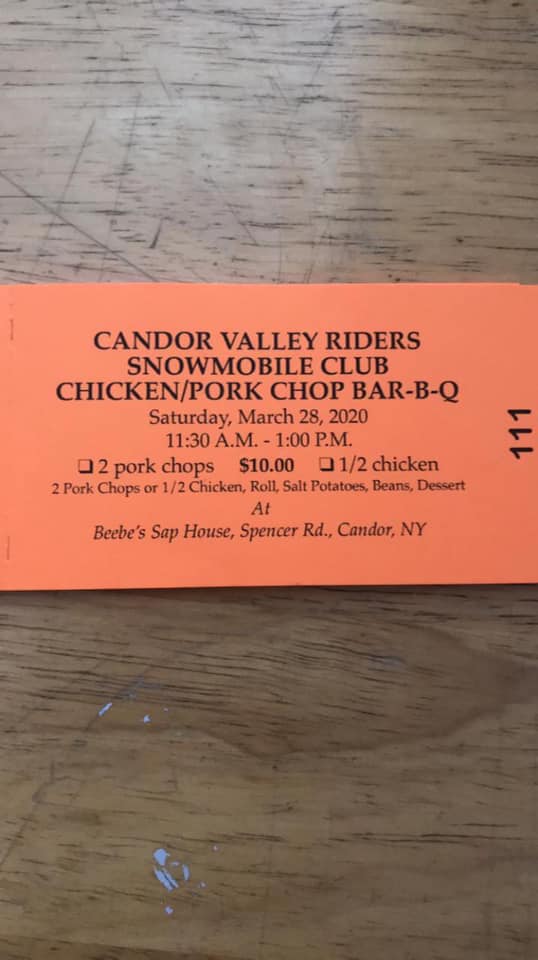 CANDOR VALLEY RIDERS
SNOWMOBILE CLUB
CHICKEN/PORK CHOP BAR-B-Q
Saturday, March 28, 2020
11:30 A.M. - 1:00 P.M.
❏ 2 pork chops $10.00 ❏ 1/2 chicken
2 Pork Chops or 1/2 Chicken, Roll, Salt Potatoes, Beans, Dessert
At
Beebe's Sap House, Spencer Rd., Candor, NY
111